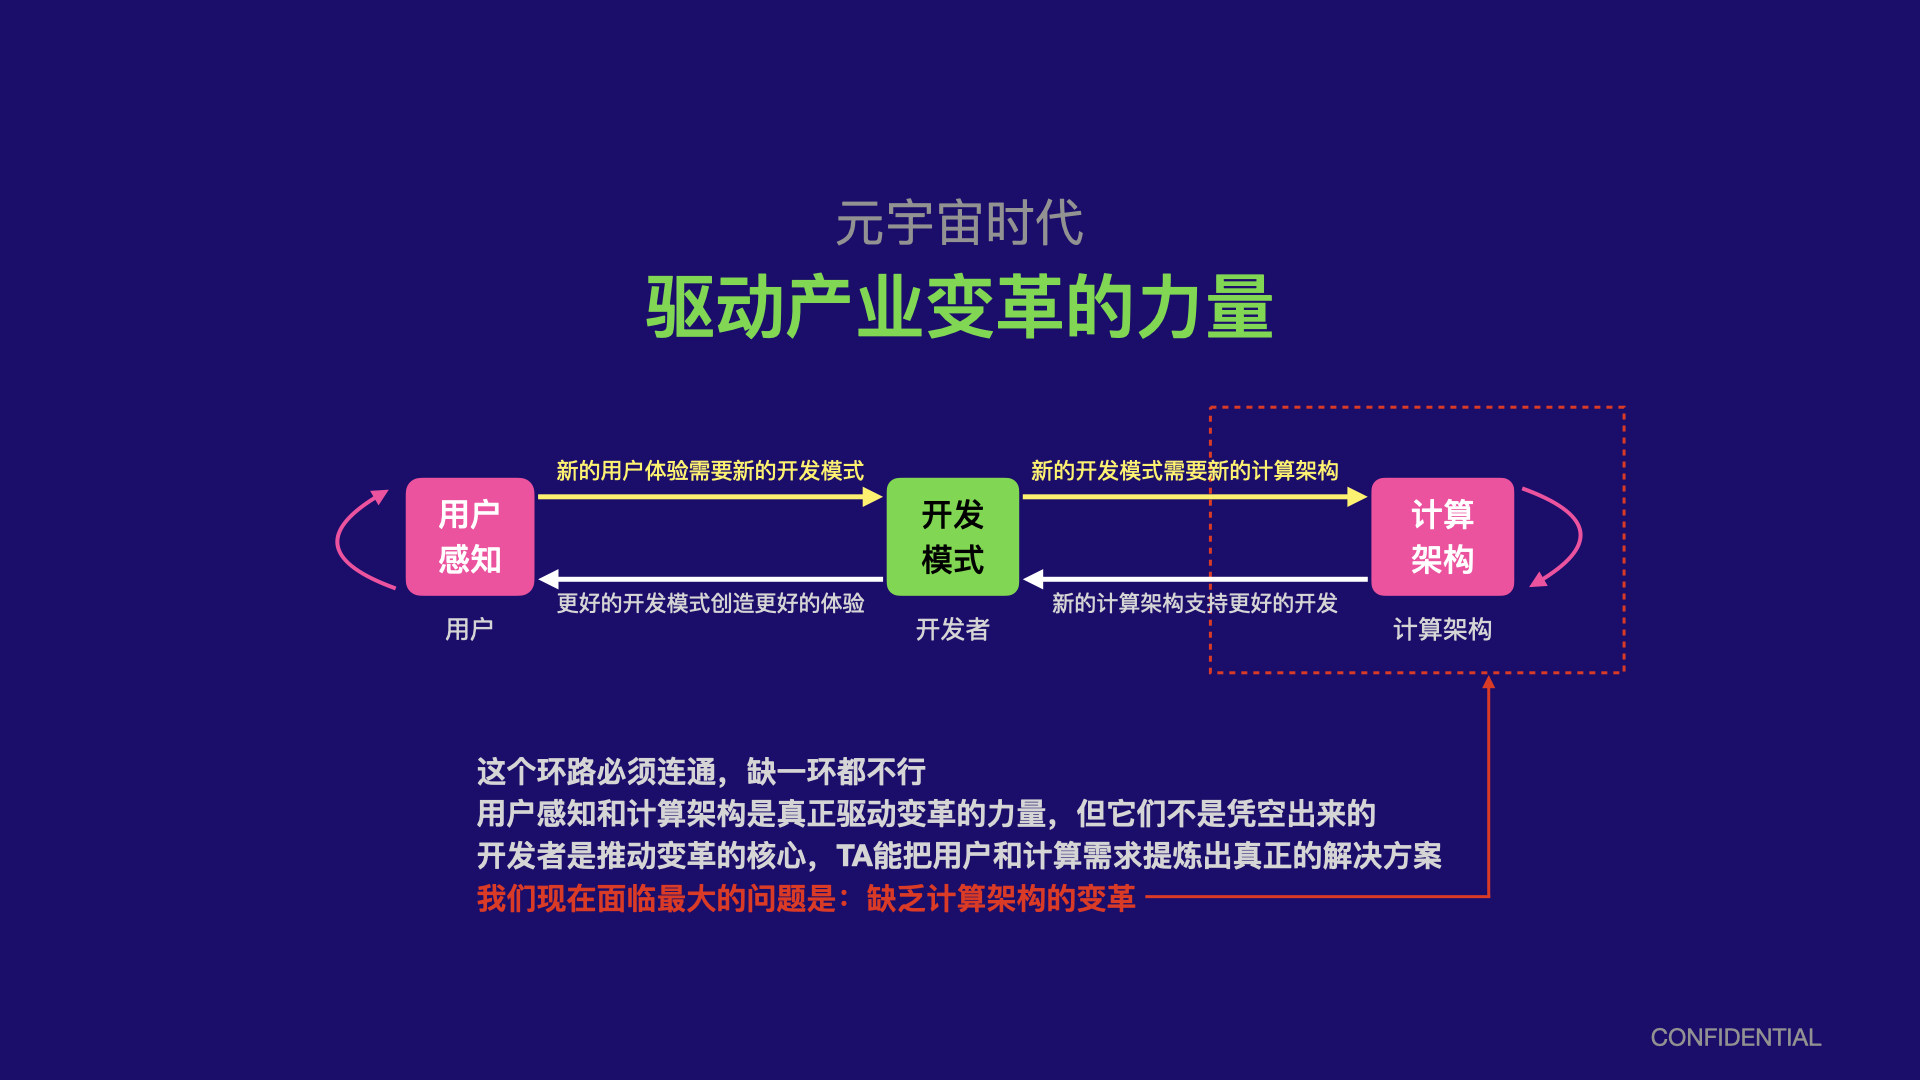 元宇宙时代
驱动产业变革的力量
新的用户体验需要新的开发模式
新的开发模式需要新的计算架构
用户
感知
开发
模式
计算
架构
更好的开发模式创造更好的体验
新的计算架构支持更好的开发
用户
开发者
计算架构
这个环路必须连通，缺一环都不行
用户感知和计算架构是真正驱动变革的力量，但它们不是凭空出来的
开发者是推动变革的核心，TA能把用户和计算需求提炼出真正的解决方案
我们现在面临最大的问题是：缺乏计算架构的变革
CONFIDENTIAL